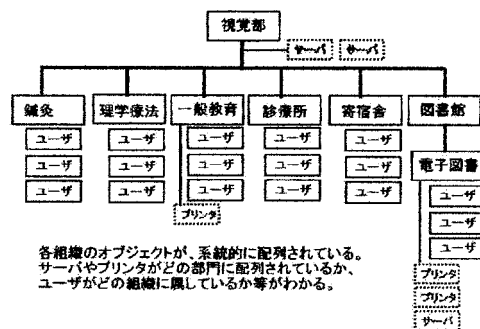 視覚部
サーバ サーバ
鍼灸 理学療法 一般教育 診療所 寄宿舎 図書館
ユーザ ユーザ ユーザ ユーザ ユーザ
ユーザ ユーザ ユーザ ユーザ ユーザ 電子図書
ユーザ ユーザ ユーザ ユーザ ユーザ ユーザ
プリンタ ユーザ
ユーザ
プリンタ
プリンタ
サーバ
各組織のオブジェクトが、系統的に配列されている。
サーバやプリンタがどの部門に配列されているか、
ユーザがどの組織に属しているか等がわかる。